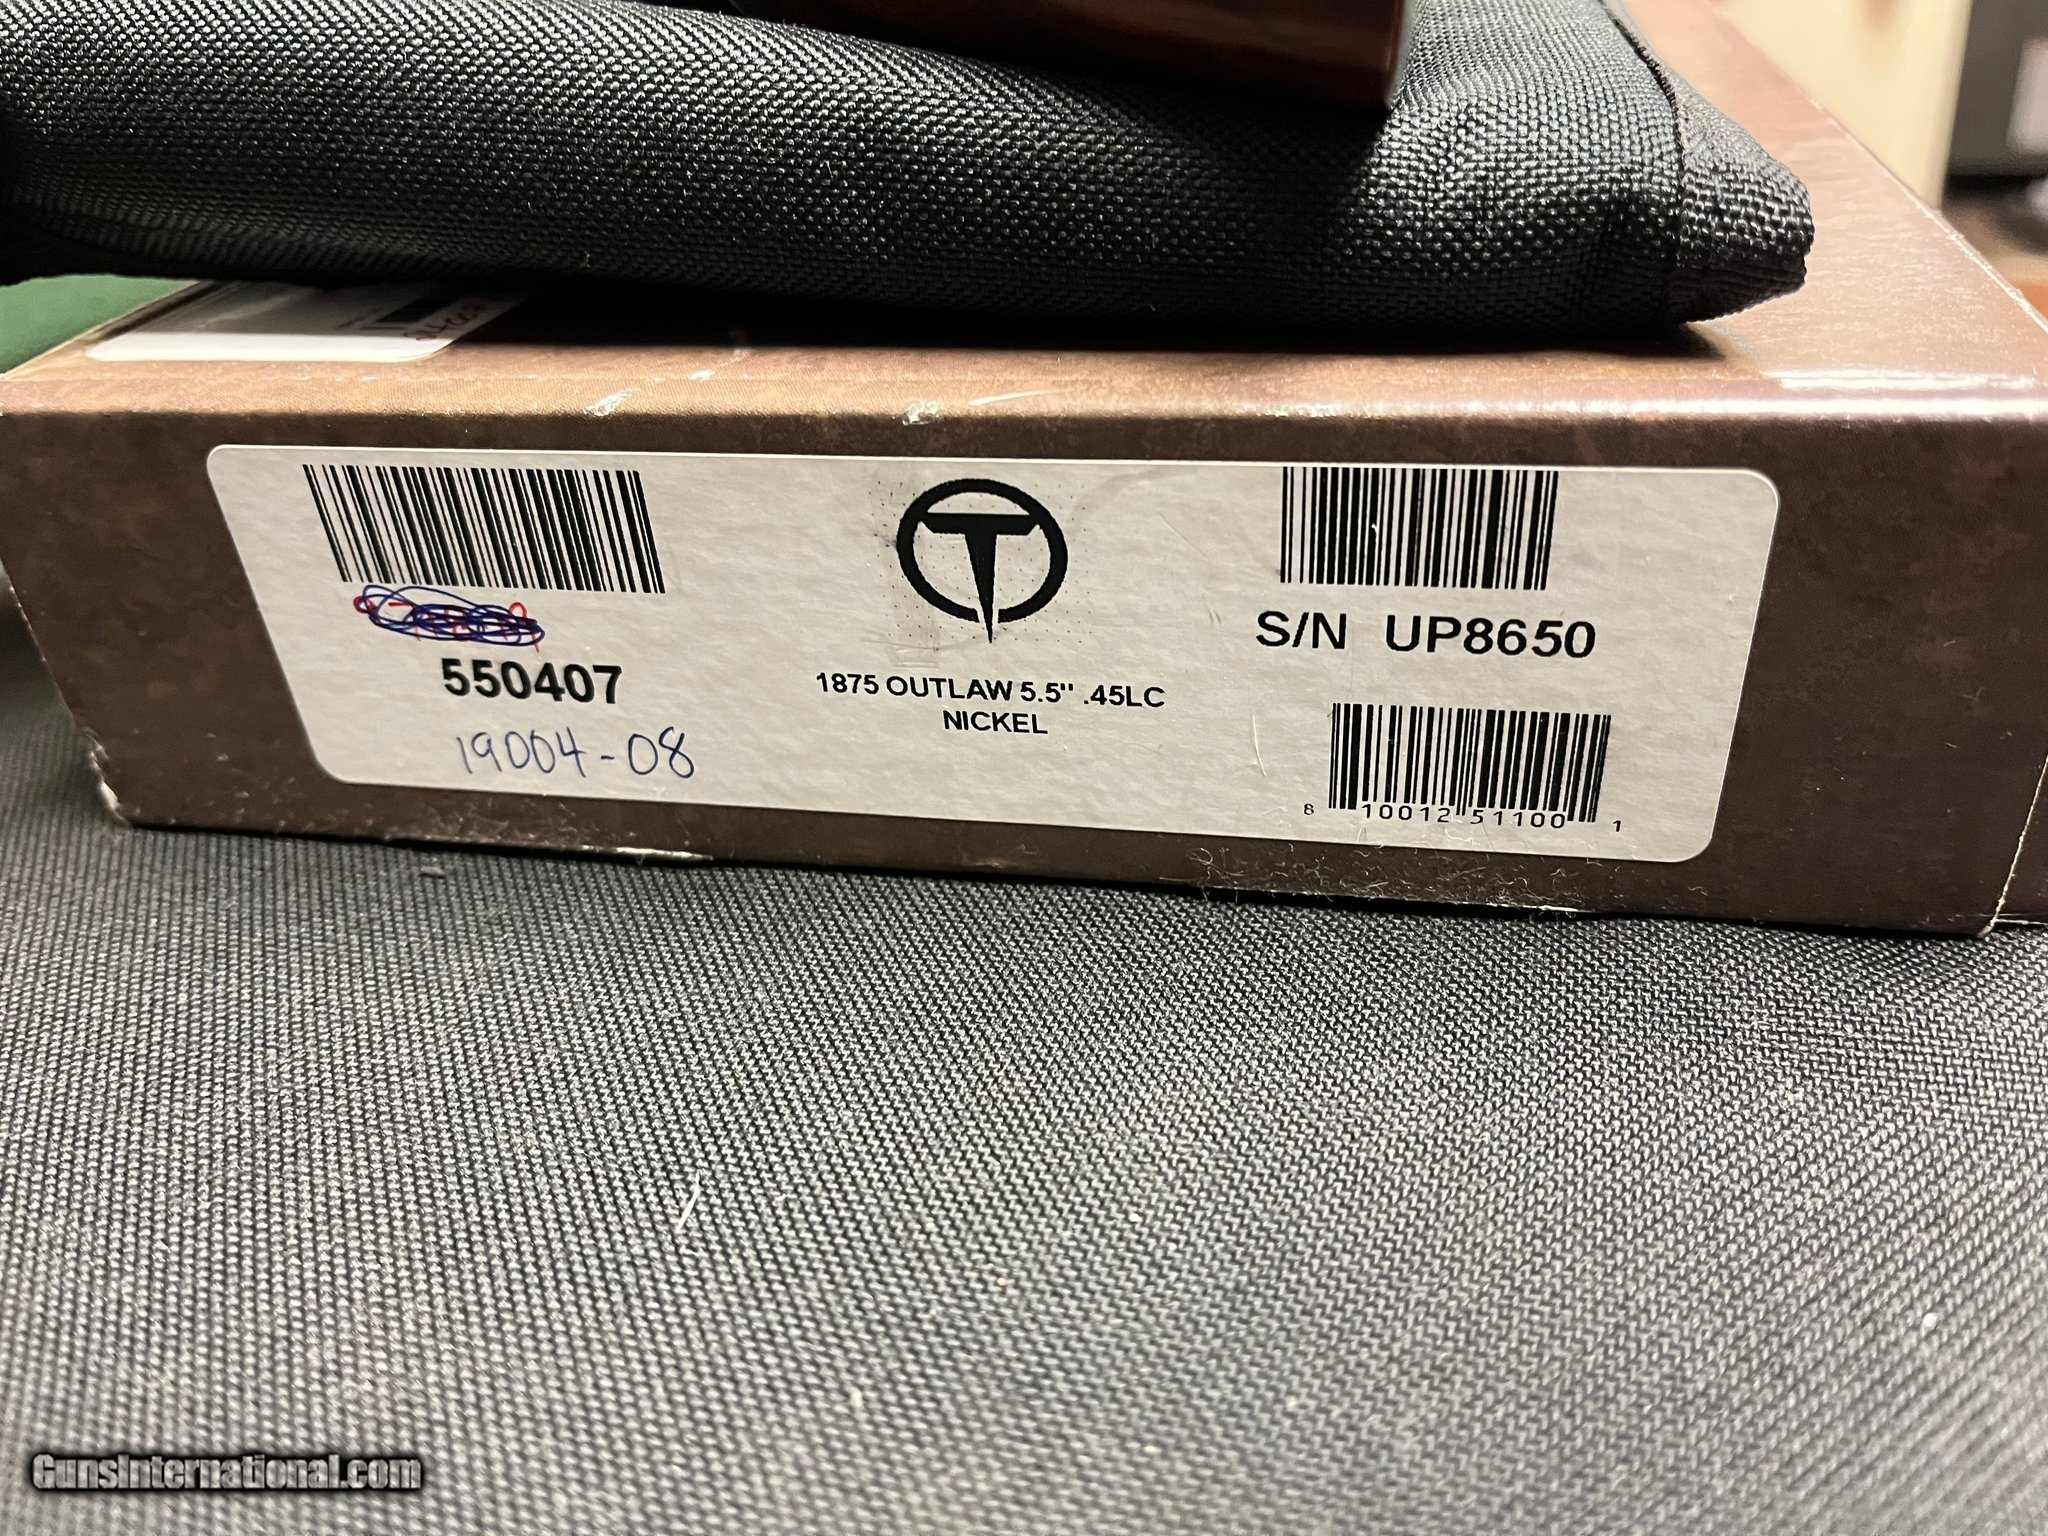 550407
19004-08
T
1875 OUTLAW 5.5" .45LC
NICKEL
S/N UP8650
8 10012 51100 1
GunsInternational.com